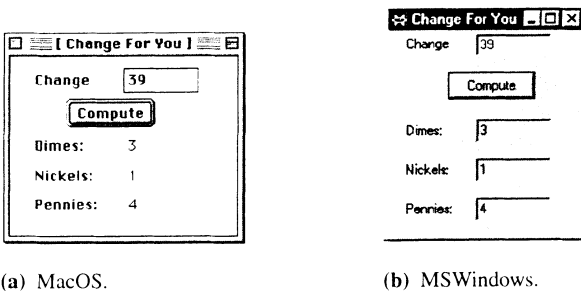 [ Change For You ]
Change 39
Compute
Dimes: 3
Nickels: 1
Pennies: 4
(a) MacOS.
Change For You
Change 39
Compute
Dimes: 3
Nickels: 1
Pennies: 4
(b) MSWindows.